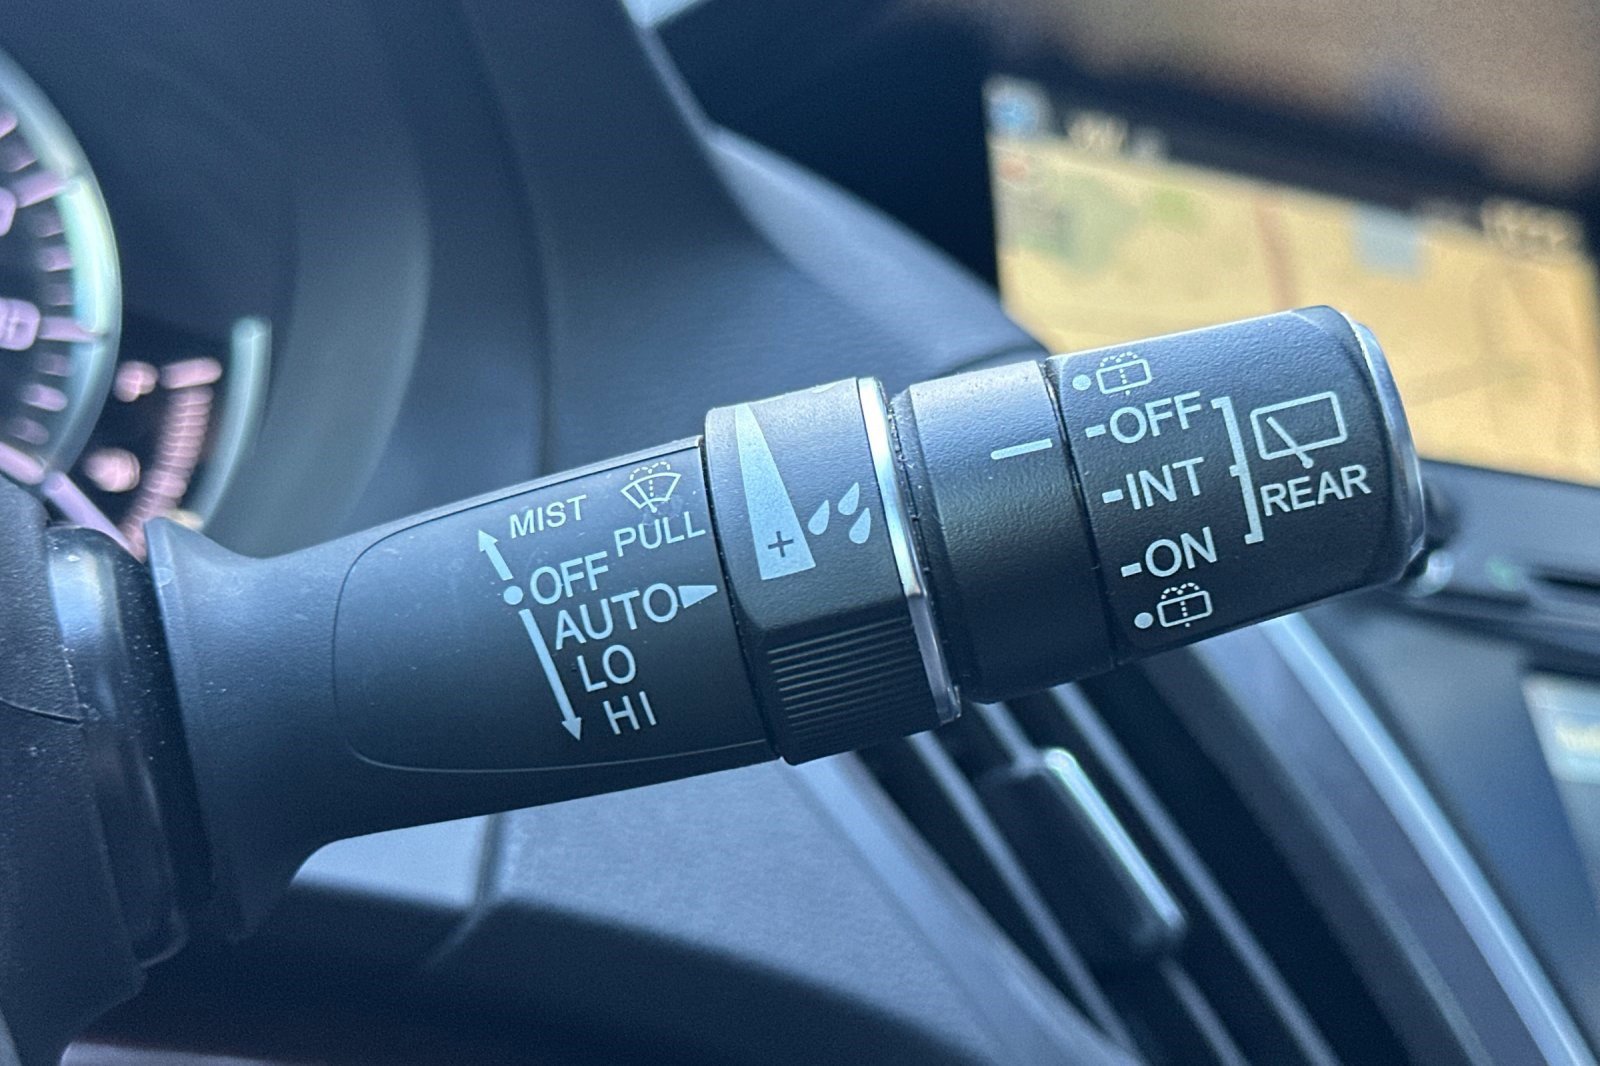 MIST
PULL
OFF
AUTO
LO
HI
+
OFF
INT
ON
REAR